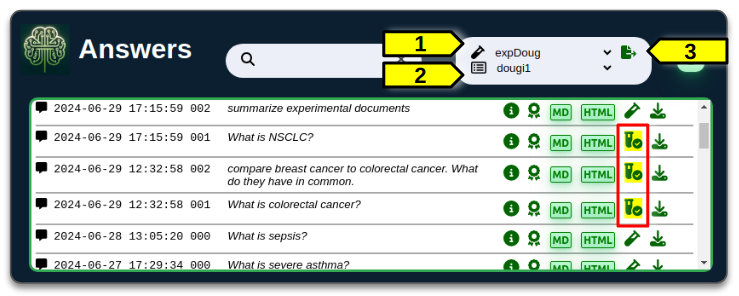 Answers
1
expDoug
3
2
dougi1
2024-06-29 17:15:59 002 summarize experimental documents MD HTML
2024-06-29 17:15:59 001 What is NSCLC? MD HTML
2024-06-29 12:32:58 002 compare breast cancer to colorectal cancer. What
do they have in common. MD HTML
2024-06-29 12:32:58 001 What is colorectal cancer? MD HTML
2024-06-28 13:05:20 000 What is sepsis? MD HTML
2024-06-27 17:29:34 000 What is severe asthma? MD HTML